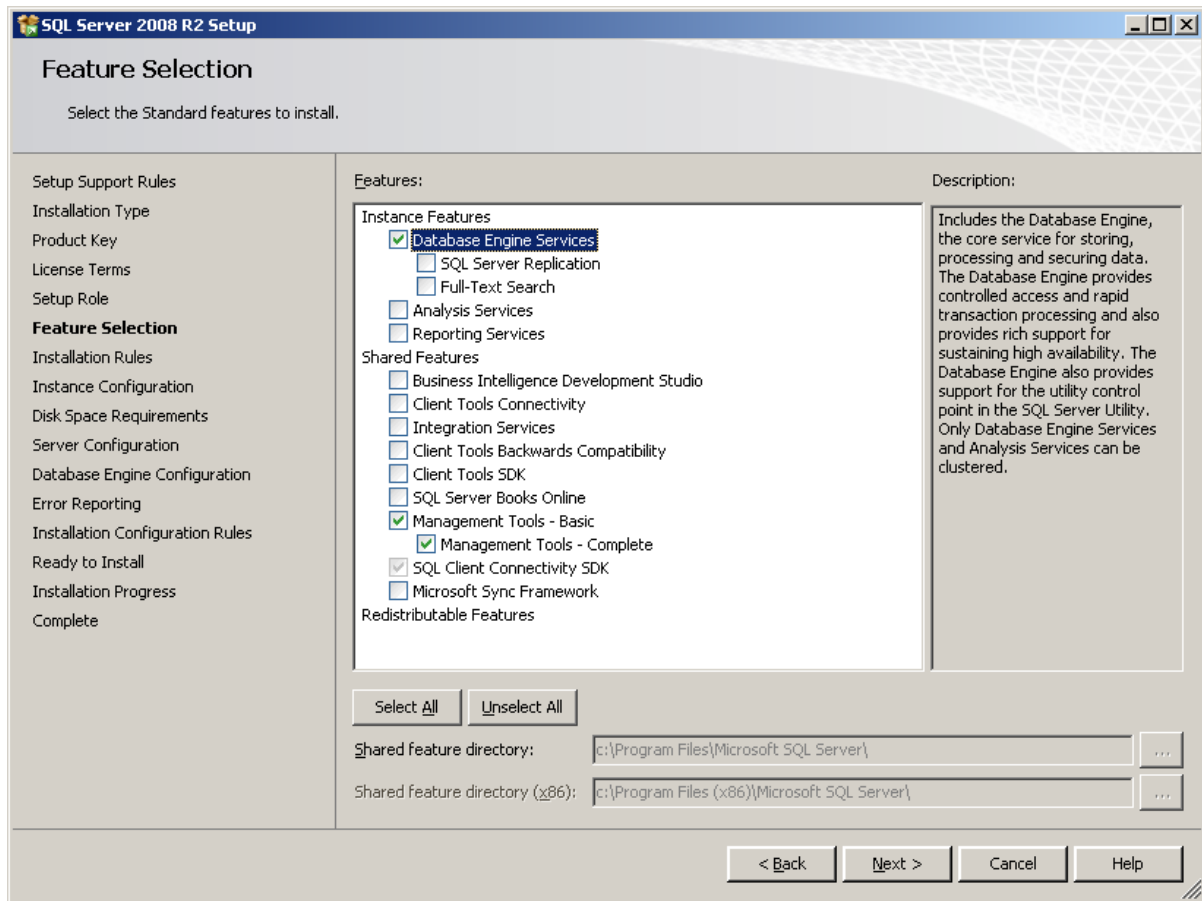 SQL Server 2008 R2 Setup
Feature Selection
Select the Standard features to install.
Setup Support Rules
Installation Type
Product Key
License Terms
Setup Role
Feature Selection
Installation Rules
Instance Configuration
Disk Space Requirements
Server Configuration
Database Engine Configuration
Error Reporting
Installation Configuration Rules
Ready to Install
Installation Progress
Complete
Features:
Instance Features
Database Engine Services
SQL Server Replication
Full-Text Search
Analysis Services
Reporting Services
Shared Features
Business Intelligence Development Studio
Client Tools Connectivity
Integration Services
Client Tools Backwards Compatibility
Client Tools SDK
SQL Server Books Online
Management Tools - Basic
Management Tools - Complete
SQL Client Connectivity SDK
Microsoft Sync Framework
Redistributable Features
Description:
Includes the Database Engine,
the core service for storing,
processing and securing data.
The Database Engine provides
controlled access and rapid
transaction processing and also
provides rich support for
sustaining high availability. The
Database Engine also provides
support for the utility control
point in the SQL Server Utility.
Only Database Engine Services
and Analysis Services can be
clustered.
Select All
Unselect All
Shared feature directory:
c:\Program Files\Microsoft SQL Server\
...
Shared feature directory (x86):
c:\Program Files (x86)\Microsoft SQL Server\
...
< Back
Next >
Cancel
Help